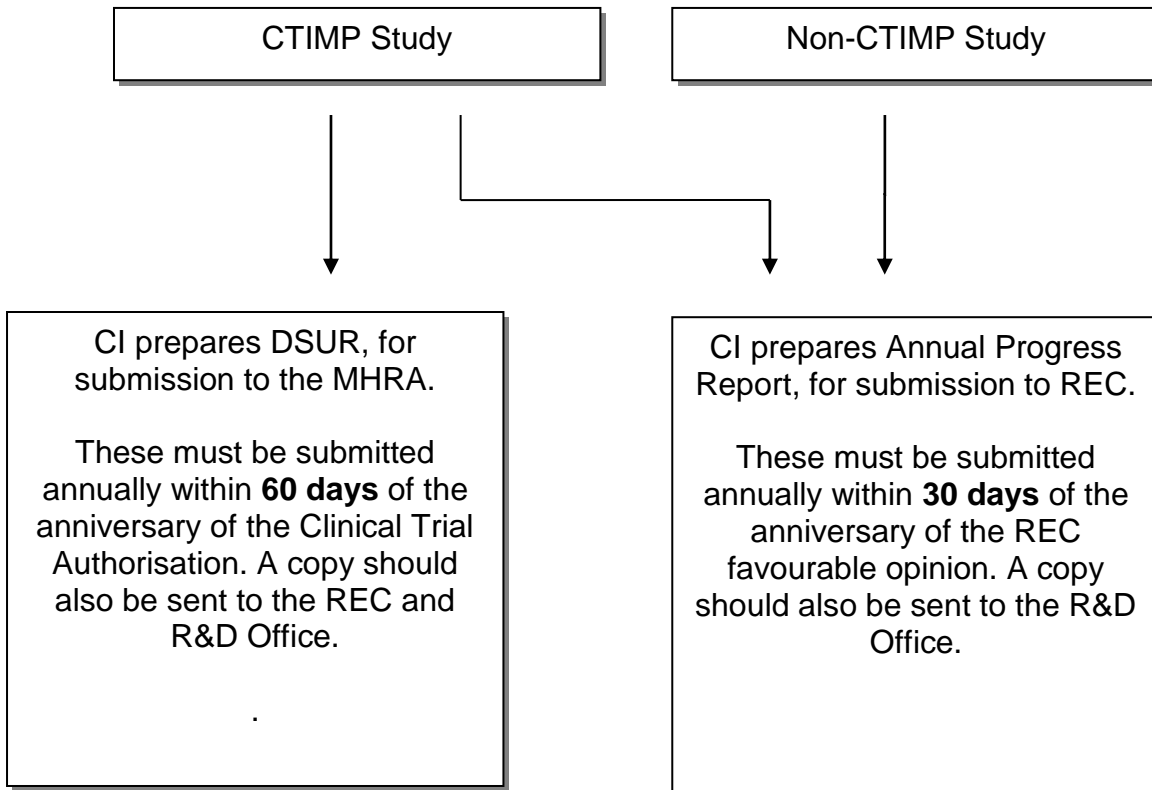 CTIMP Study
Non-CTIMP Study
CI prepares DSUR, for
submission to the MHRA.
These must be submitted
annually within 60 days of the
anniversary of the Clinical Trial
Authorisation. A copy should
also be sent to the REC and
R&D Office.
.
CI prepares Annual Progress
Report, for submission to REC.
These must be submitted
annually within 30 days of the
anniversary of the REC
favourable opinion. A copy
should also be sent to the R&D
Office.